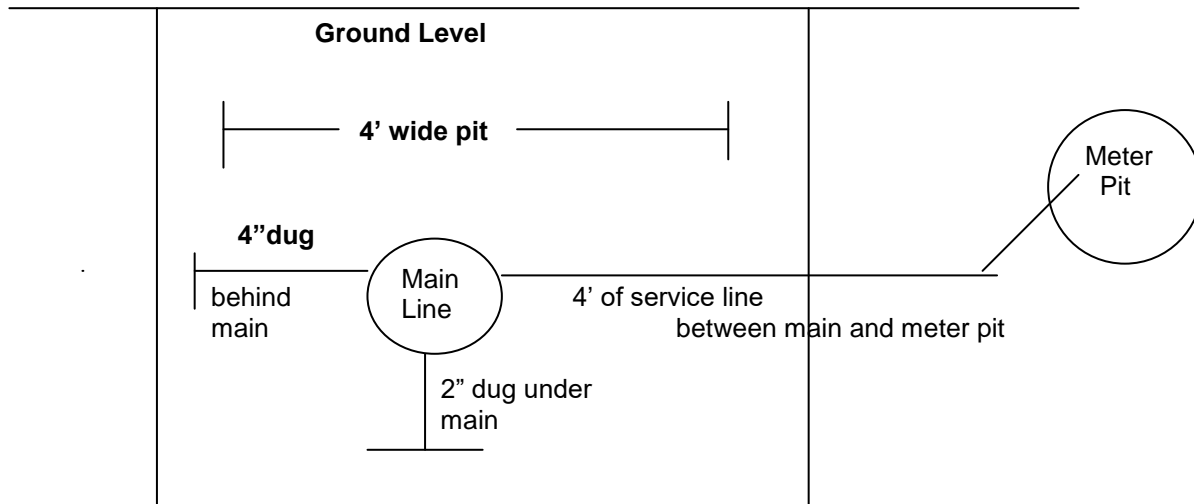 Ground Level
4’ wide pit
Meter
Pit
4”dug
Main
Line
behind
main
4’ of service line
between main and meter pit
2” dug under
main